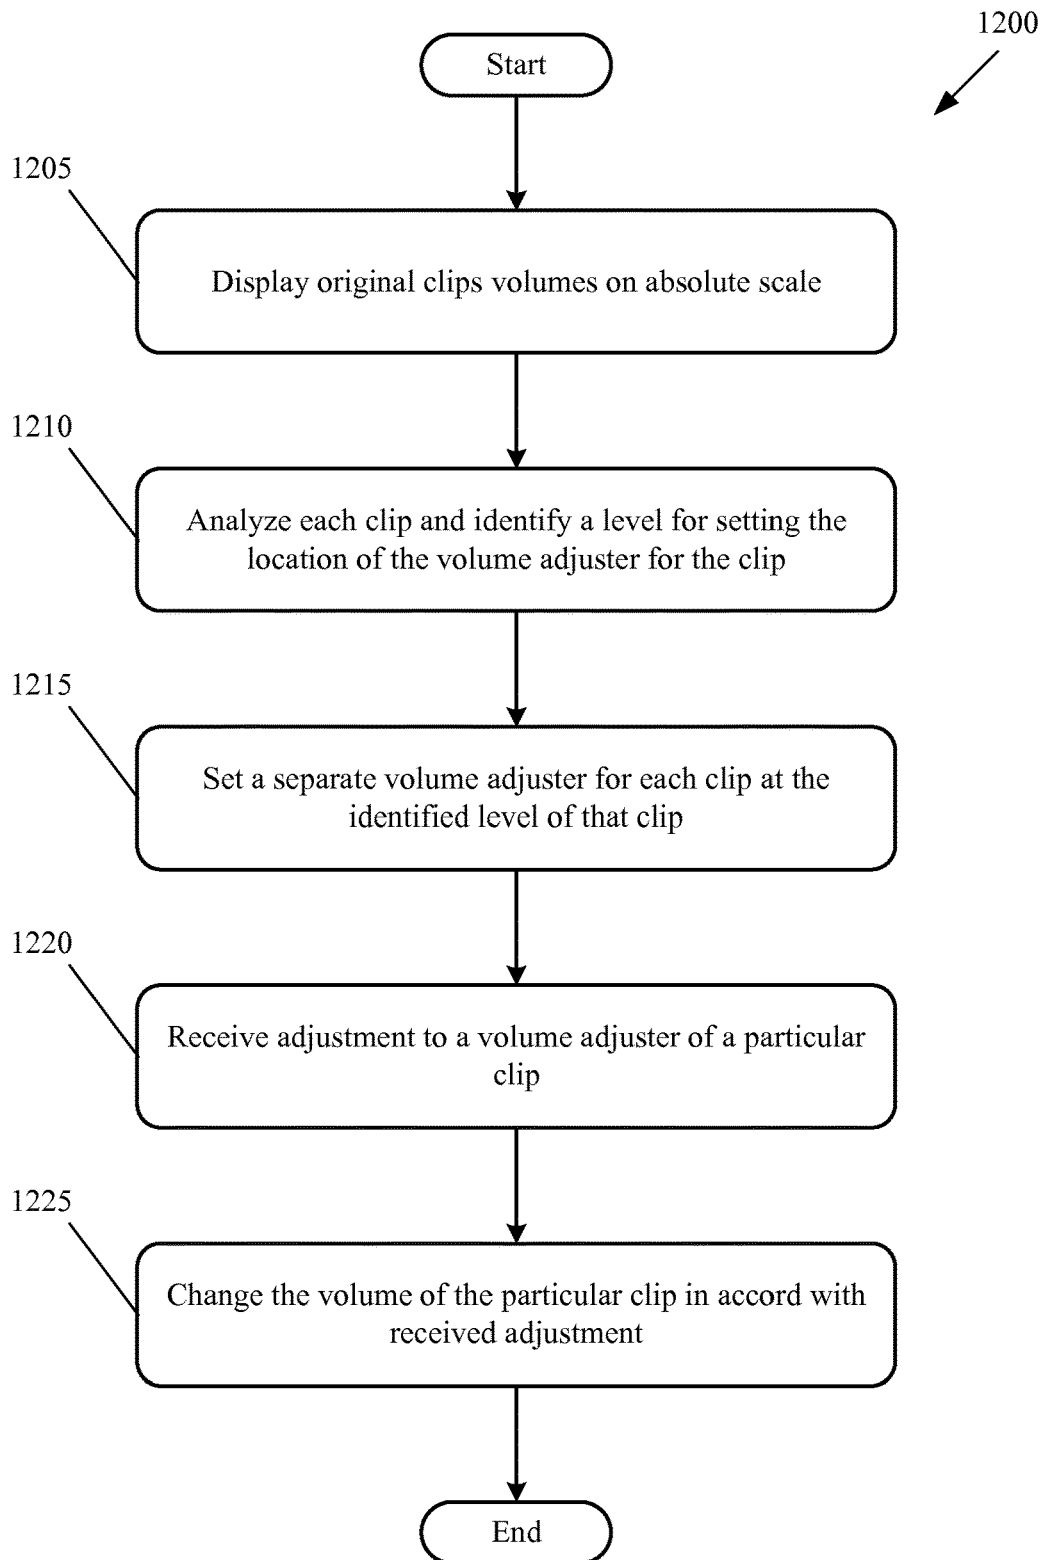 1200
Start
1205
Display original clips volumes on absolute scale
1210
Analyze each clip and identify a level for setting the
location of the volume adjuster for the clip
1215
Set a separate volume adjuster for each clip at the
identified level of that clip
1220
Receive adjustment to a volume adjuster of a particular
clip
1225
Change the volume of the particular clip in accord with
received adjustment
End